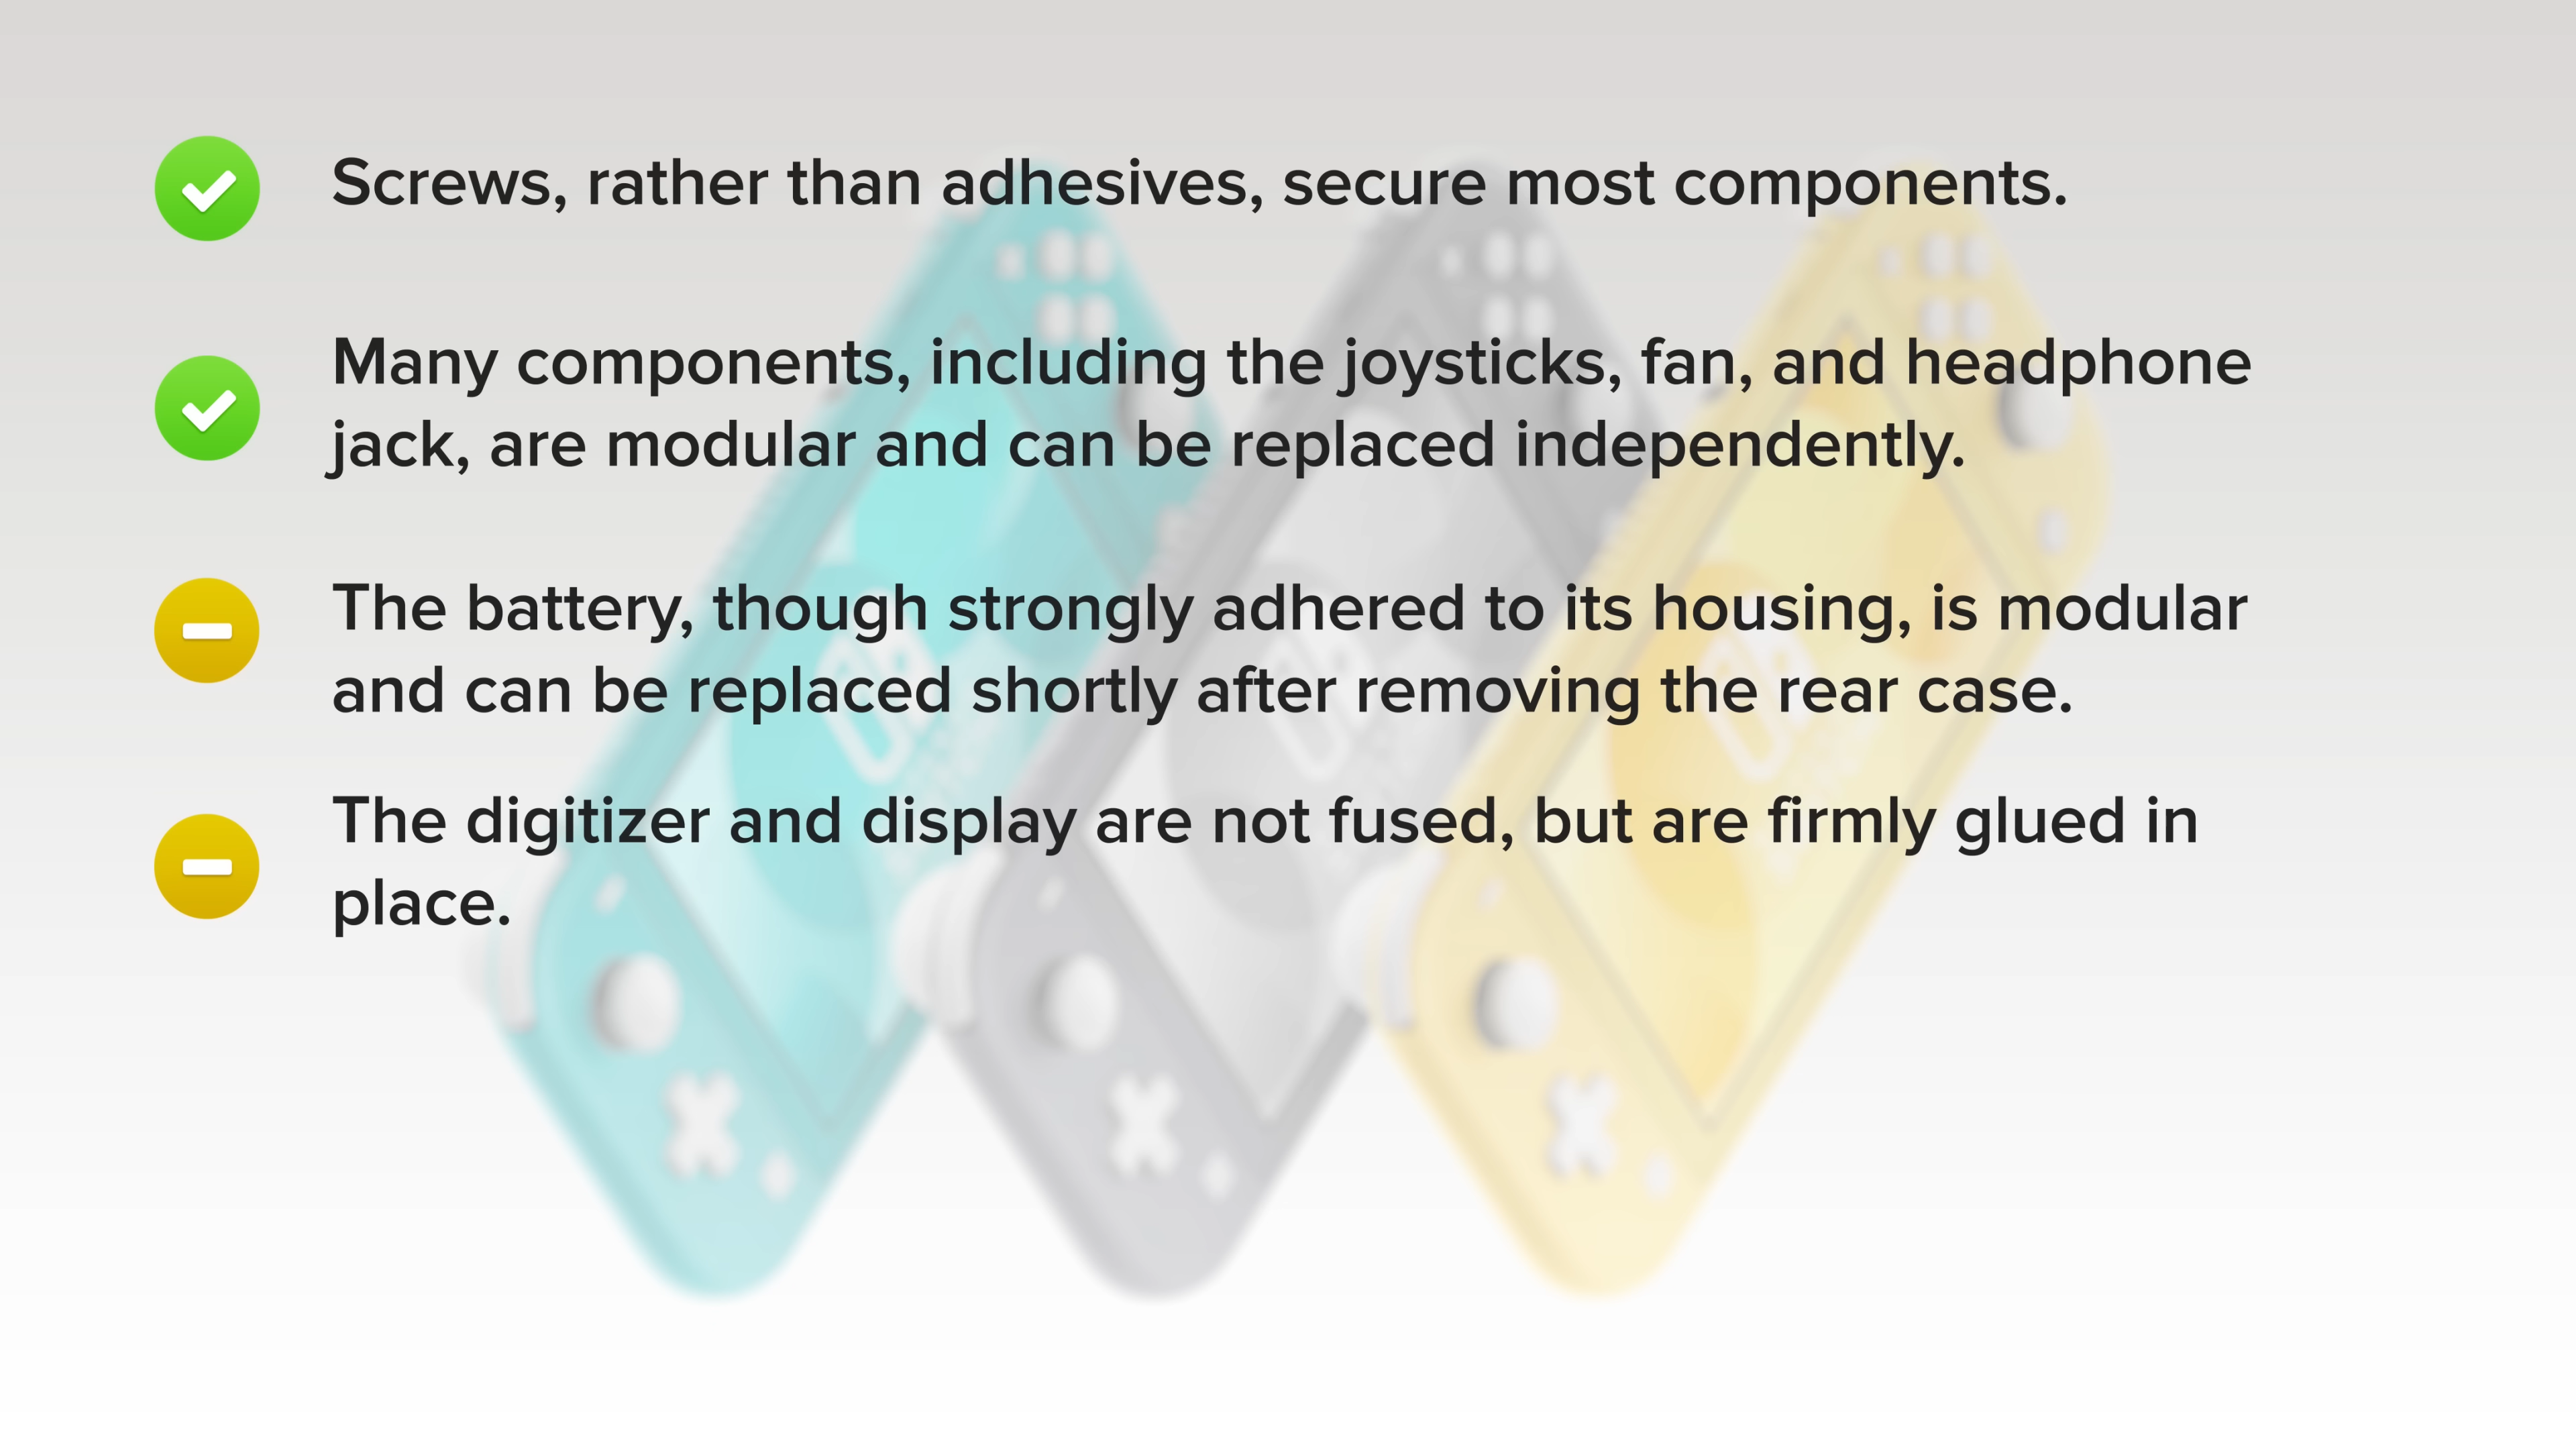 Screws, rather than adhesives, secure most components.
Many components, including the joysticks, fan, and headphone
jack, are modular and can be replaced independently.
The battery, though strongly adhered to its housing, is modular
and can be replaced shortly after removing the rear case.
The digitizer and display are not fused, but are firmly glued in
place.